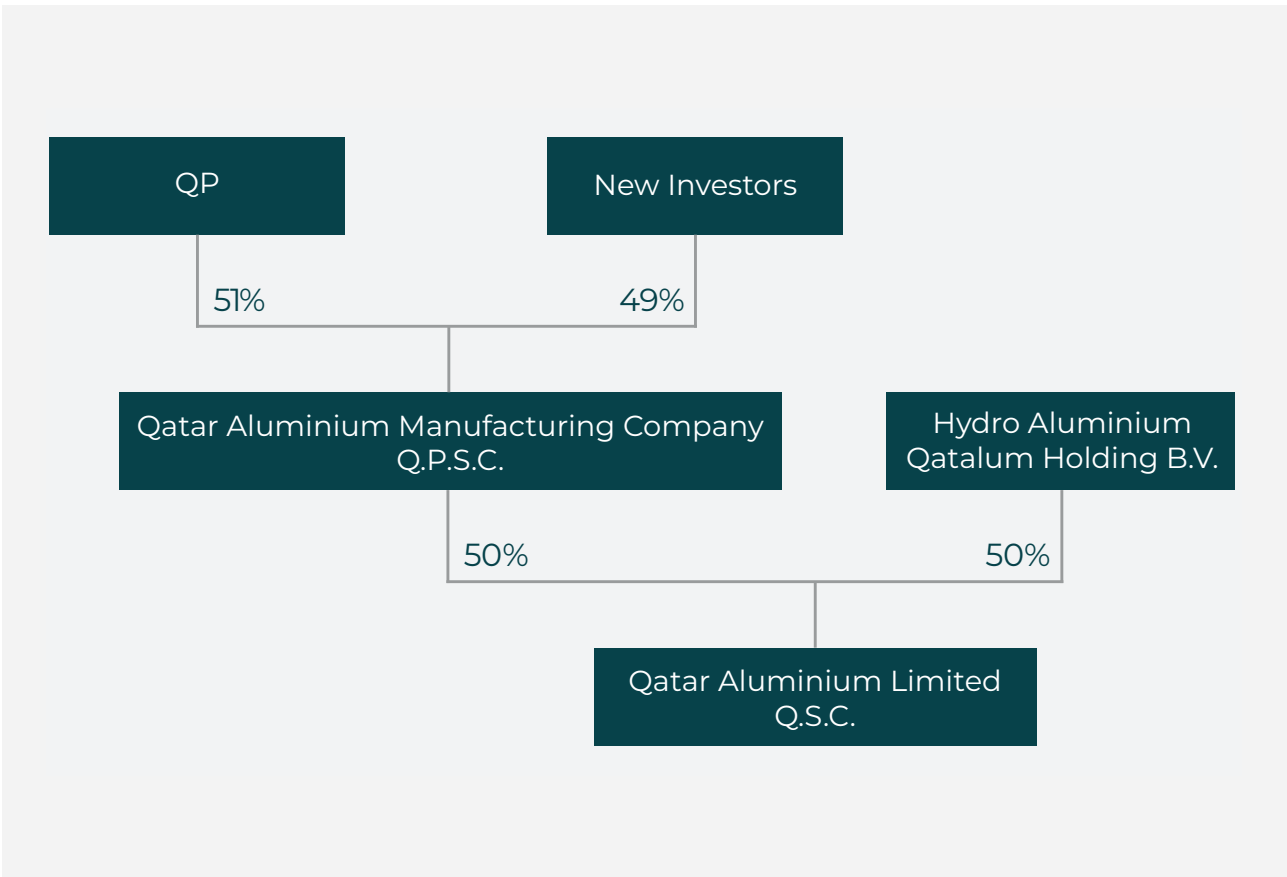 QP
New Investors
51%
49%
Qatar Aluminium Manufacturing Company
Q.P.S.C.
Hydro Aluminium
Qatalum Holding B.V.
50%
50%
Qatar Aluminium Limited
Q.S.C.